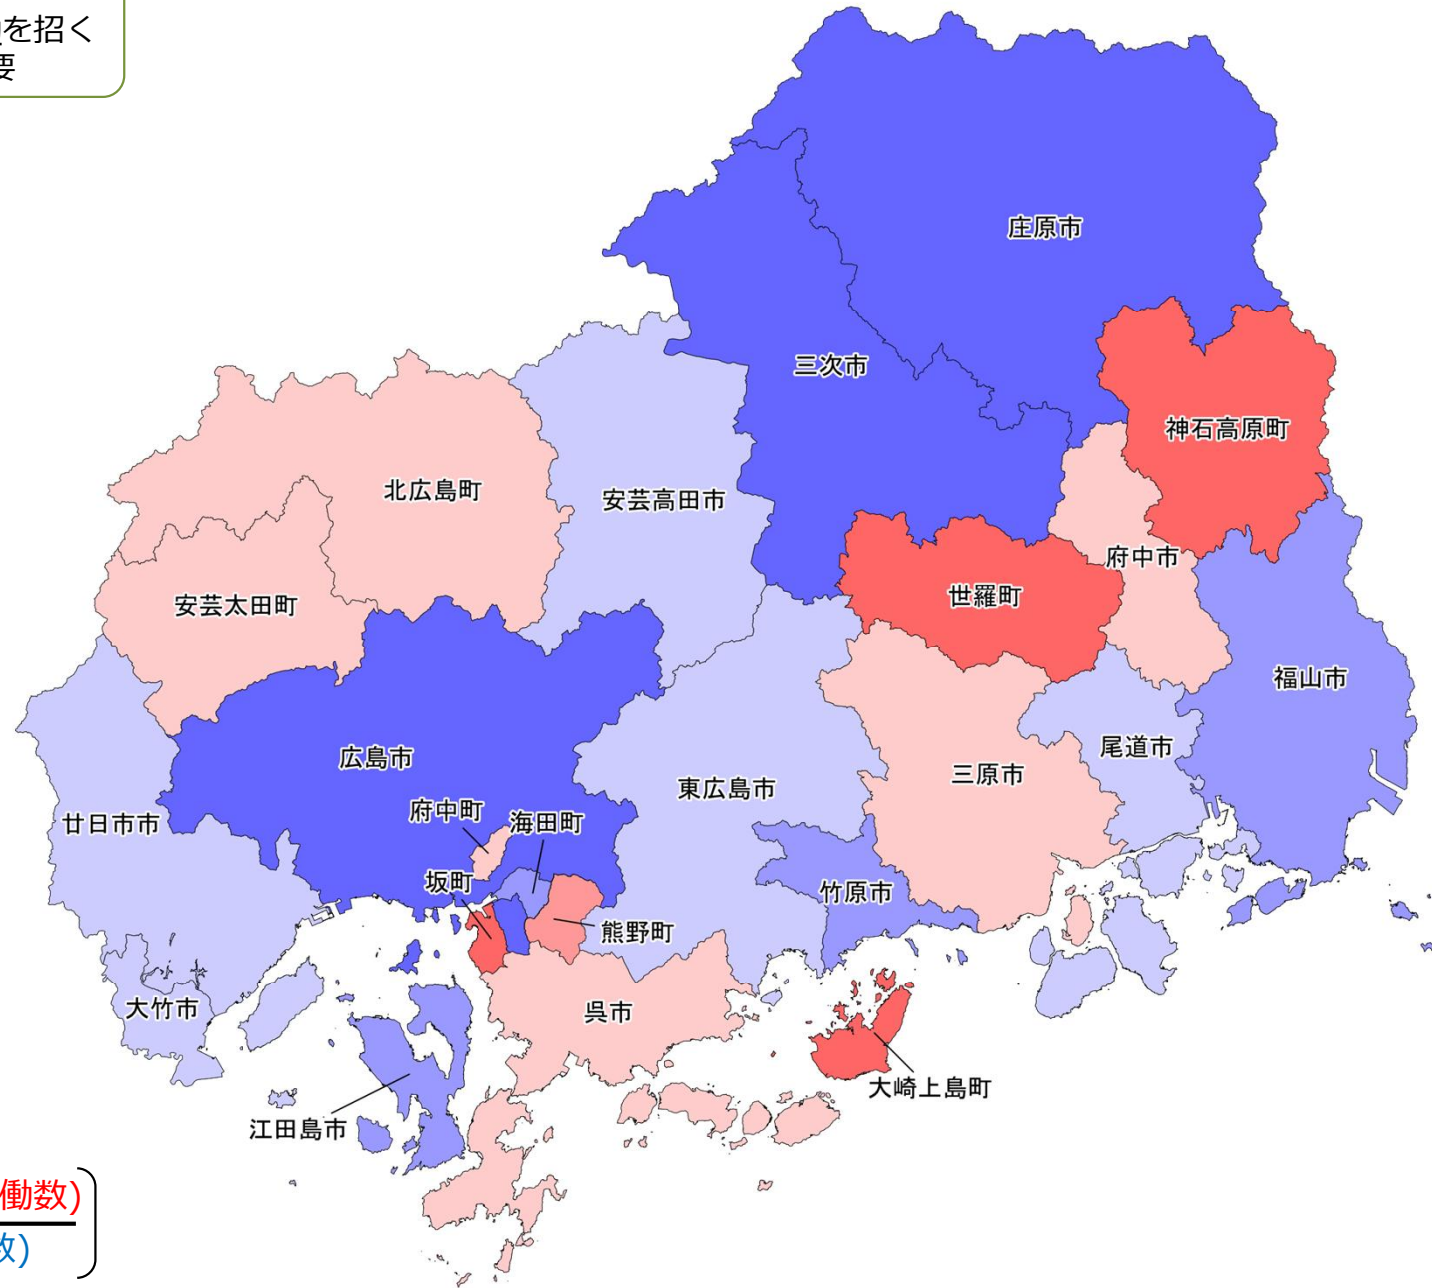 を招く
要
庄原市
三次市
神石高原町
北広島町
安芸高田市
府中市
安芸太田町
世羅町
福山市
広島市
尾道市
三原市
東広島市
府中町
海田町
廿日市市
坂町
竹原市
熊野町
大竹市
呉市
大崎上島町
江田島市
働数)
数)